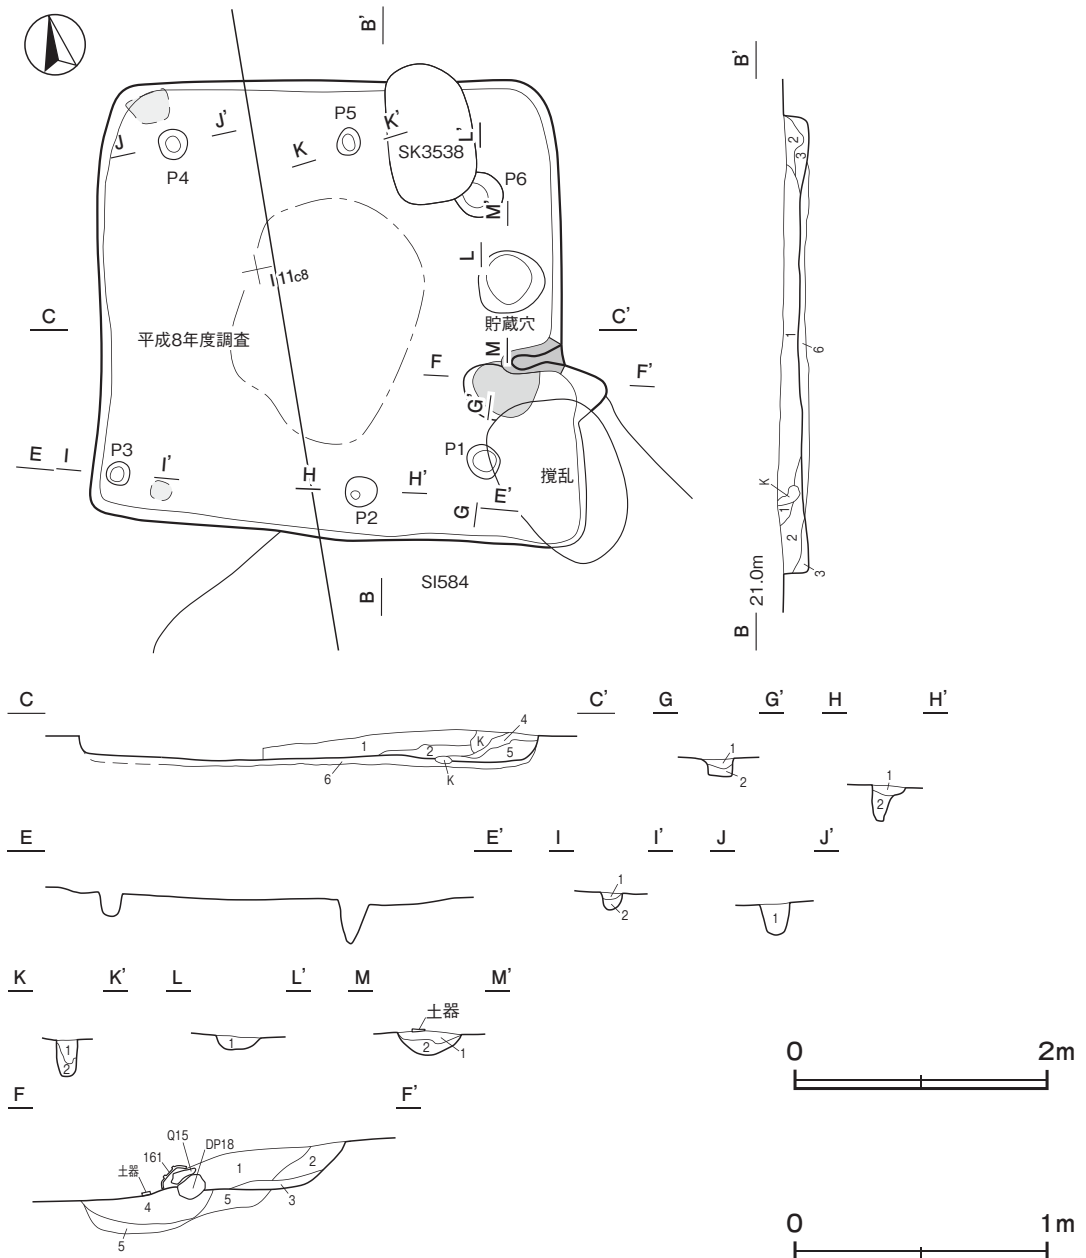 B'
B'
P5
J'
K'
L'
J
K
SK3538
P4
P6
M'
L
I 11c8
貯蔵穴
C
C'
平成8年度調査
M
F
F'
G'
P3
P1
E I
I'
H
H'
攪乱
E'
P2
G
B
SI584
2
3
1
6
K
1
2
3
21.0m
B
C
C'
G
G'
H
H'
4
1
2
K
5
6
K
1
2
1
2
E
E'
I
I'
J
J'
1
2
1
K
K'
L
L'
M
M'
土器
1
2
1
2
1
0 2m
F
F'
Q15
DP18
161
土器
1
2
4
5
3
5
0 1m